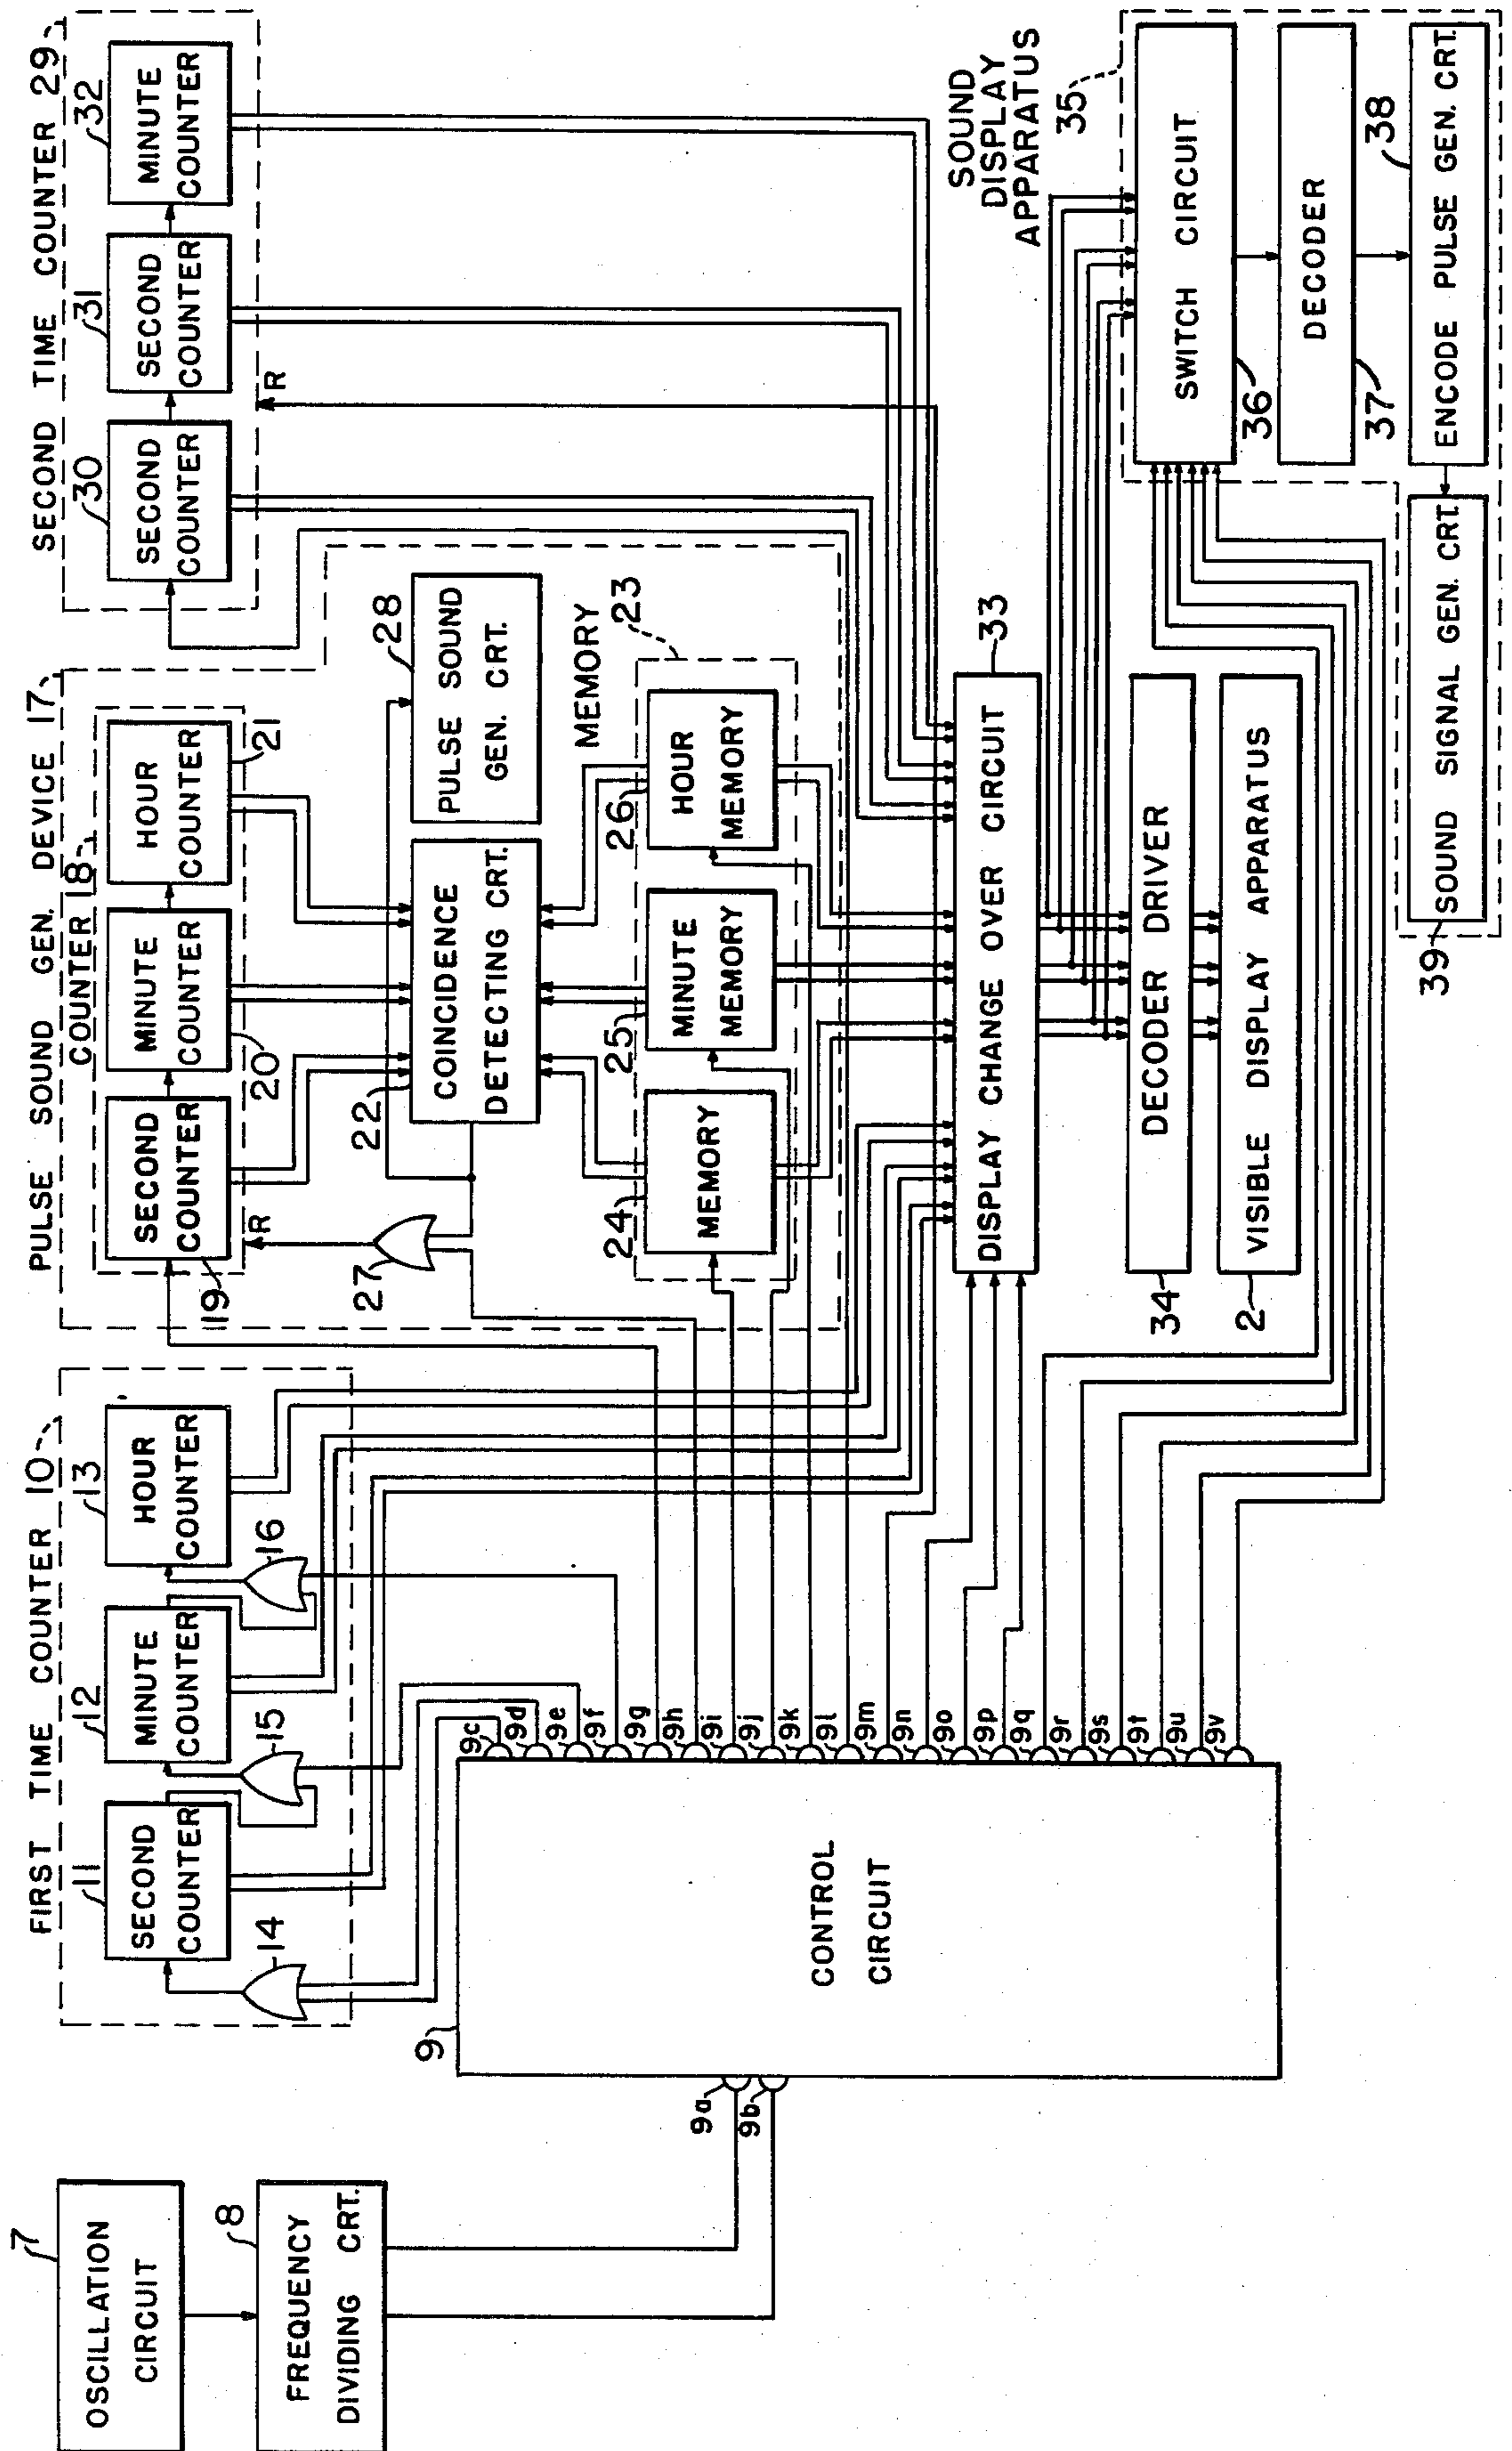 7
OSCILLATION
CIRCUIT
8
FREQUENCY
DIVIDING CRT.
9a
9b
9
CONTROL
CIRCUIT
9c
9d
9e
9f
9g
9h
9i
9j
9k
9l
9m
9n
9o
9p
9q
9r
9s
9t
9u
9v
FIRST TIME COUNTER 10
11
SECOND
COUNTER
12
MINUTE
COUNTER
13
HOUR
COUNTER
14
15
16
PULSE SOUND GEN. DEVICE 17
COUNTER 18
SECOND
COUNTER
19
MINUTE
COUNTER
20
HOUR
COUNTER
21
R
27
22
COINCIDENCE
DETECTING CRT.
28
PULSE SOUND
GEN. CRT.
MEMORY
23
24
MEMORY
25
MINUTE
MEMORY
26
HOUR
MEMORY
SECOND TIME COUNTER 29
30
SECOND
COUNTER
31
SECOND
COUNTER
32
MINUTE
COUNTER
R
DISPLAY CHANGE OVER CIRCUIT
33
DECODER DRIVER
34
VISIBLE DISPLAY APPARATUS
2
SOUND
DISPLAY
APPARATUS
35
SWITCH CIRCUIT
36
DECODER
37
ENCODE PULSE GEN. CRT.
38
SOUND SIGNAL GEN. CRT.
39